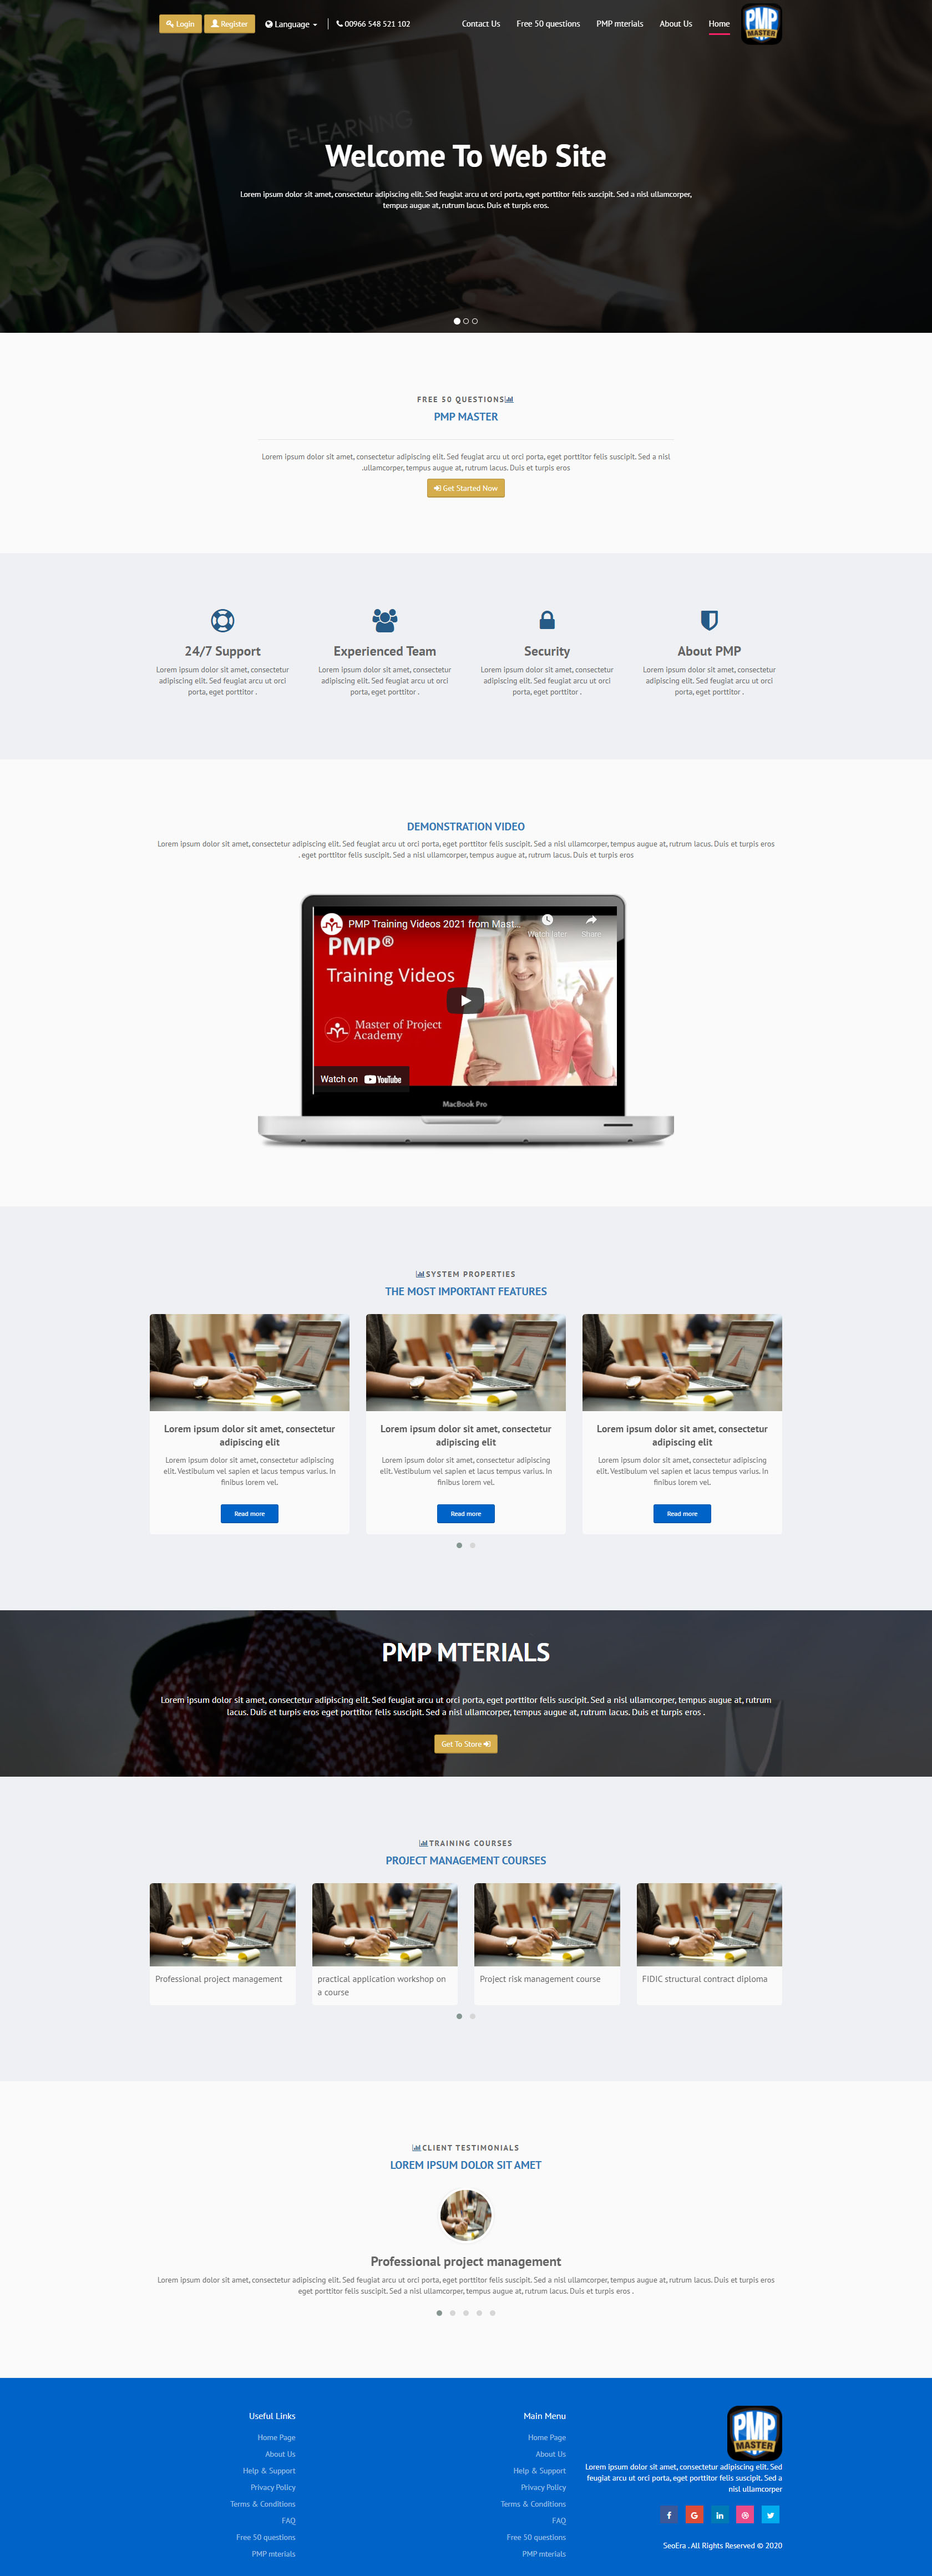 Login
Register
Language
00966 548 521 102
Contact Us
Free 50 questions
PMP mterials
About Us
Home
PMP
MASTER
E-LEARNING
Welcome To Web Site
Lorem ipsum dolor sit amet, consectetur adipiscing elit. Sed feugiat arcu ut orci porta, eget porttitor felis suscipit. Sed a nisl ullamcorper,
tempus augue at, rutrum lacus. Duis et turpis eros.
FREE 50 QUESTIONS
PMP MASTER
Lorem ipsum dolor sit amet, consectetur adipiscing elit. Sed feugiat arcu ut orci porta, eget porttitor felis suscipit. Sed a nisl
.ullamcorper, tempus augue at, rutrum lacus. Duis et turpis eros
Get Started Now
24/7 Support
Lorem ipsum dolor sit amet, consectetur
adipiscing elit. Sed feugiat arcu ut orci
porta, eget porttitor .
Experienced Team
Lorem ipsum dolor sit amet, consectetur
adipiscing elit. Sed feugiat arcu ut orci
porta, eget porttitor .
Security
Lorem ipsum dolor sit amet, consectetur
adipiscing elit. Sed feugiat arcu ut orci
porta, eget porttitor .
About PMP
Lorem ipsum dolor sit amet, consectetur
adipiscing elit. Sed feugiat arcu ut orci
porta, eget porttitor .
DEMONSTRATION VIDEO
Lorem ipsum dolor sit amet, consectetur adipiscing elit. Sed feugiat arcu ut orci porta, eget porttitor felis suscipit. Sed a nisl ullamcorper, tempus augue at, rutrum lacus. Duis et turpis eros
. eget porttitor felis suscipit. Sed a nisl ullamcorper, tempus augue at, rutrum lacus. Duis et turpis eros
PMP Training Videos 2021 from Mast...
Watch later
Share
PMP®
Training Videos
Master of Project
Academy
Watch on YouTube
MacBook Pro
SYSTEM PROPERTIES
THE MOST IMPORTANT FEATURES
Lorem ipsum dolor sit amet, consectetur
adipiscing elit
Lorem ipsum dolor sit amet, consectetur adipiscing
elit. Vestibulum vel sapien et lacus tempus varius. In
finibus lorem vel.
Read more
Lorem ipsum dolor sit amet, consectetur
adipiscing elit
Lorem ipsum dolor sit amet, consectetur adipiscing
elit. Vestibulum vel sapien et lacus tempus varius. In
finibus lorem vel.
Read more
Lorem ipsum dolor sit amet, consectetur
adipiscing elit
Lorem ipsum dolor sit amet, consectetur adipiscing
elit. Vestibulum vel sapien et lacus tempus varius. In
finibus lorem vel.
Read more
PMP MTERIALS
Lorem ipsum dolor sit amet, consectetur adipiscing elit. Sed feugiat arcu ut orci porta, eget porttitor felis suscipit. Sed a nisl ullamcorper, tempus augue at, rutrum
lacus. Duis et turpis eros eget porttitor felis suscipit. Sed a nisl ullamcorper, tempus augue at, rutrum lacus. Duis et turpis eros .
Get To Store
TRAINING COURSES
PROJECT MANAGEMENT COURSES
Professional project management
practical application workshop on
a course
Project risk management course
FIDIC structural contract diploma
CLIENT TESTIMONIALS
LOREM IPSUM DOLOR SIT AMET
Professional project management
Lorem ipsum dolor sit amet, consectetur adipiscing elit. Sed feugiat arcu ut orci porta, eget porttitor felis suscipit. Sed a nisl ullamcorper, tempus augue at, rutrum lacus. Duis et turpis eros
eget porttitor felis suscipit. Sed a nisl ullamcorper, tempus augue at, rutrum lacus. Duis et turpis eros .
Useful Links
Home Page
About Us
Help & Support
Privacy Policy
Terms & Conditions
FAQ
Free 50 questions
PMP mterials
Main Menu
Home Page
About Us
Help & Support
Privacy Policy
Terms & Conditions
FAQ
Free 50 questions
PMP mterials
PMP
MASTER
Lorem ipsum dolor sit amet, consectetur adipiscing elit. Sed
feugiat arcu ut orci porta, eget porttitor felis suscipit. Sed a
nisl ullamcorper
SeoEra . All Rights Reserved © 2020